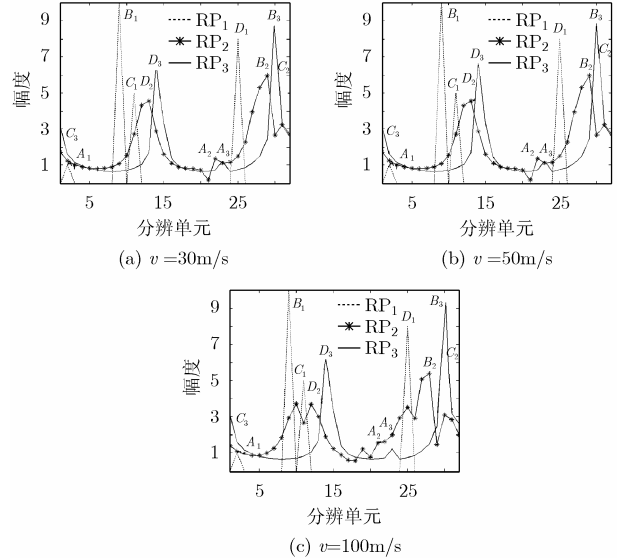 9
7
5
3
1
5
15
25
幅度
分辨单元
RP1
RP2
RP3
B1
C1
D2
D3
C3
A1
A2
A3
D1
B2
B3
C2
(a) v =30m/s
9
7
5
3
1
5
15
25
幅度
分辨单元
RP1
RP2
RP3
B1
C1
D2
D3
C3
A1
A2
A3
D1
B2
B3
C2
(b) v =50m/s
9
7
5
3
1
5
15
25
幅度
分辨单元
RP1
RP2
RP3
B1
C1
D2
D3
C3
A1
A2
A3
D1
B2
B3
C2
(c) v=100m/s